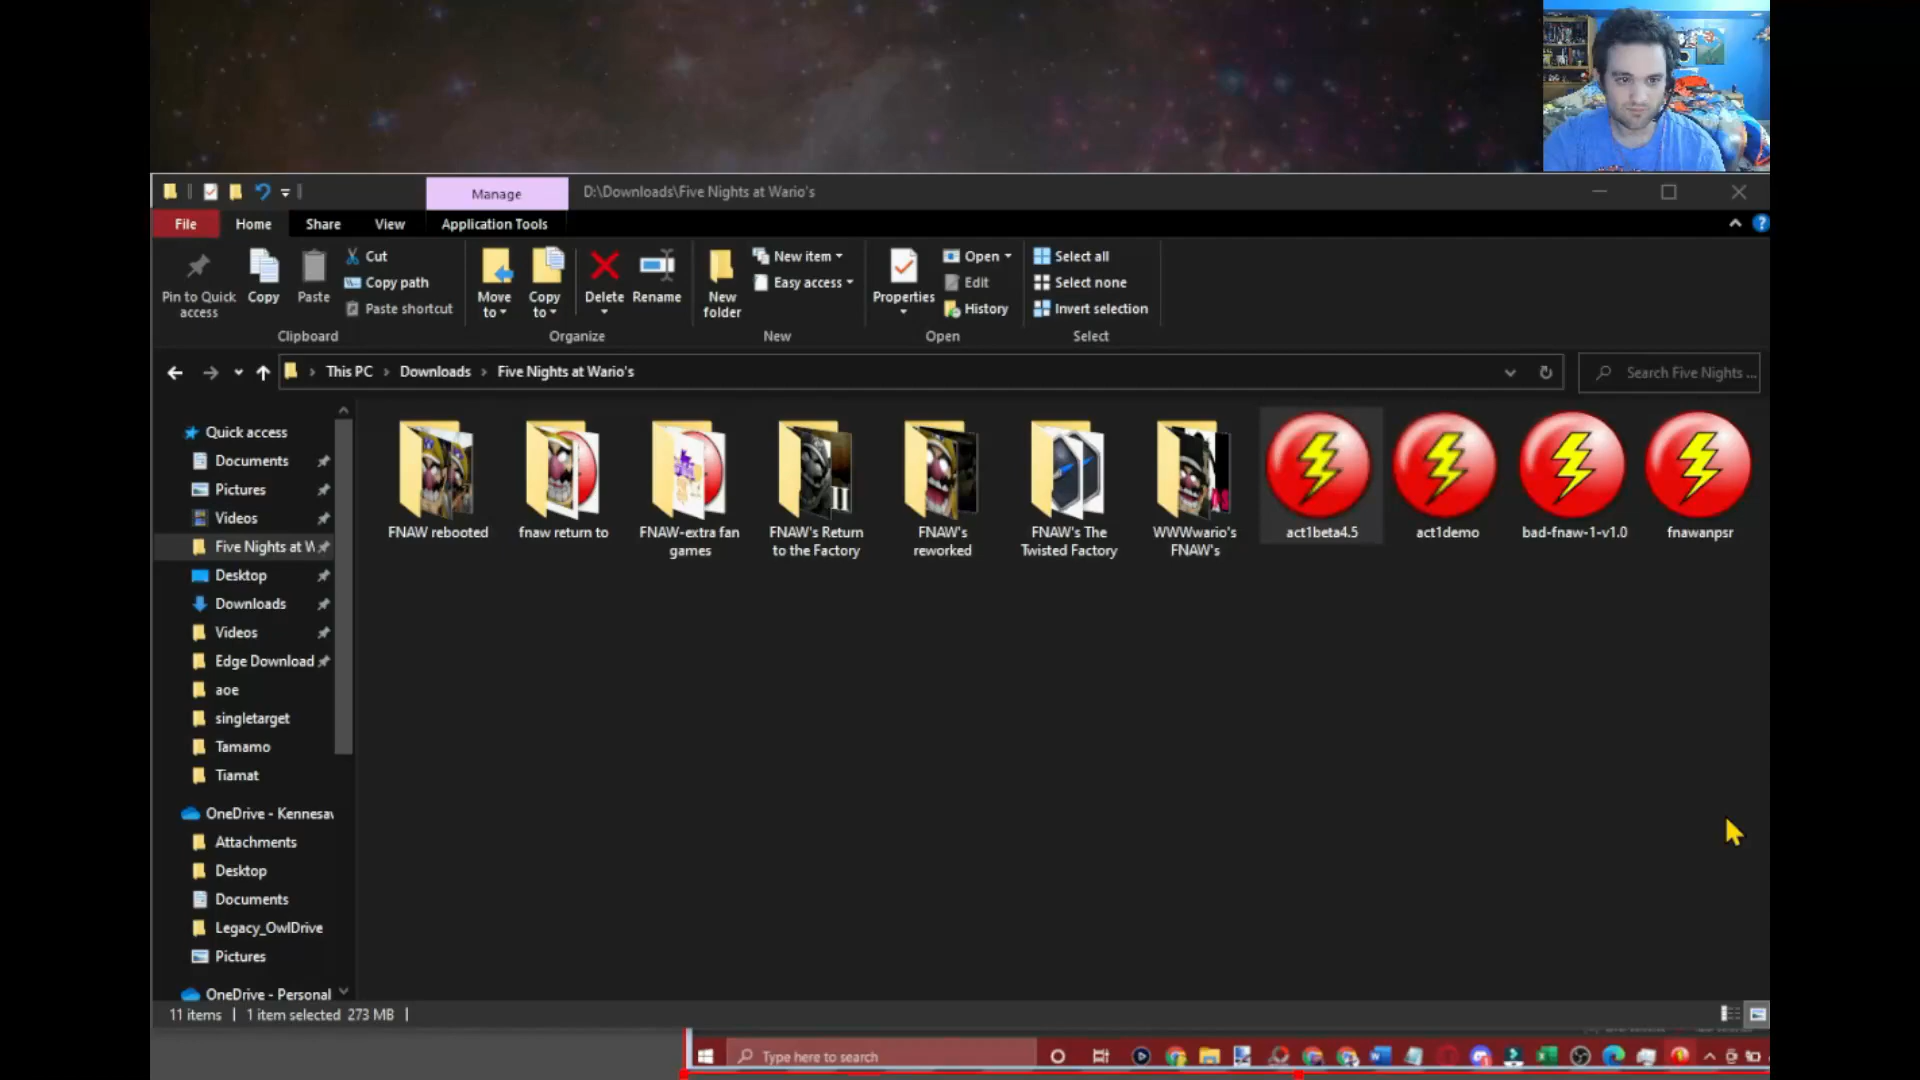 Manage
D:\Downloads\Five Nights at Wario's
File
Home
Share
View
Application Tools
Pin to Quick access
Copy
Paste
Cut
Copy path
Paste shortcut
Clipboard
Move to
Copy to
Delete
Rename
Organize
New folder
New item
Easy access
New
Properties
Open
Edit
History
Open
Select all
Select none
Invert selection
Select
This PC
Downloads
Five Nights at Wario's
Search Five Nights ...
Quick access
Documents
Pictures
Videos
Five Nights at W
Desktop
Downloads
Videos
Edge Download
aoe
singletarget
Tamamo
Tiamat
OneDrive - Kennesaw
Attachments
Desktop
Documents
Legacy_OwlDrive
Pictures
OneDrive - Personal
FNAW rebooted
fnaw return to
FNAW-extra fan games
FNAW's Return to the Factory
FNAW's reworked
FNAW's The Twisted Factory
WWWwario's FNAW's
act1beta4.5
act1demo
bad-fnaw-1-v1.0
fnawanpsr
11 items
1 item selected 273 MB
Type here to search